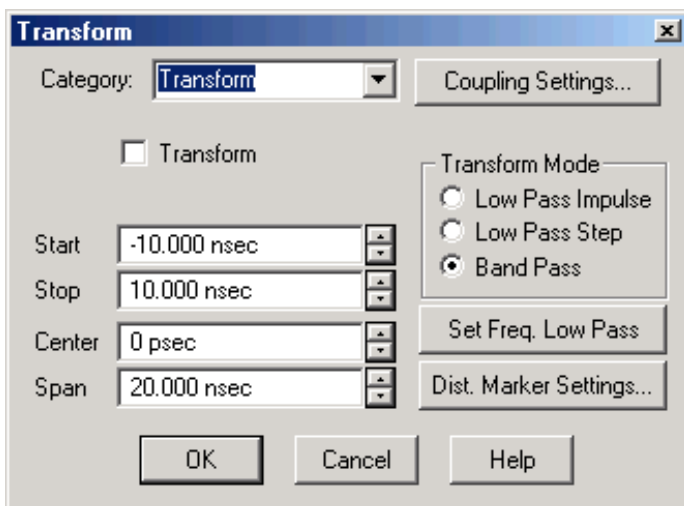 Transform
Category: Transform Coupling Settings...
Transform
Transform Mode
Low Pass Impulse
Low Pass Step
Band Pass
Start -10.000 nsec
Stop 10.000 nsec
Center 0 psec
Span 20.000 nsec
Set Freq. Low Pass
Dist. Marker Settings...
OK Cancel Help